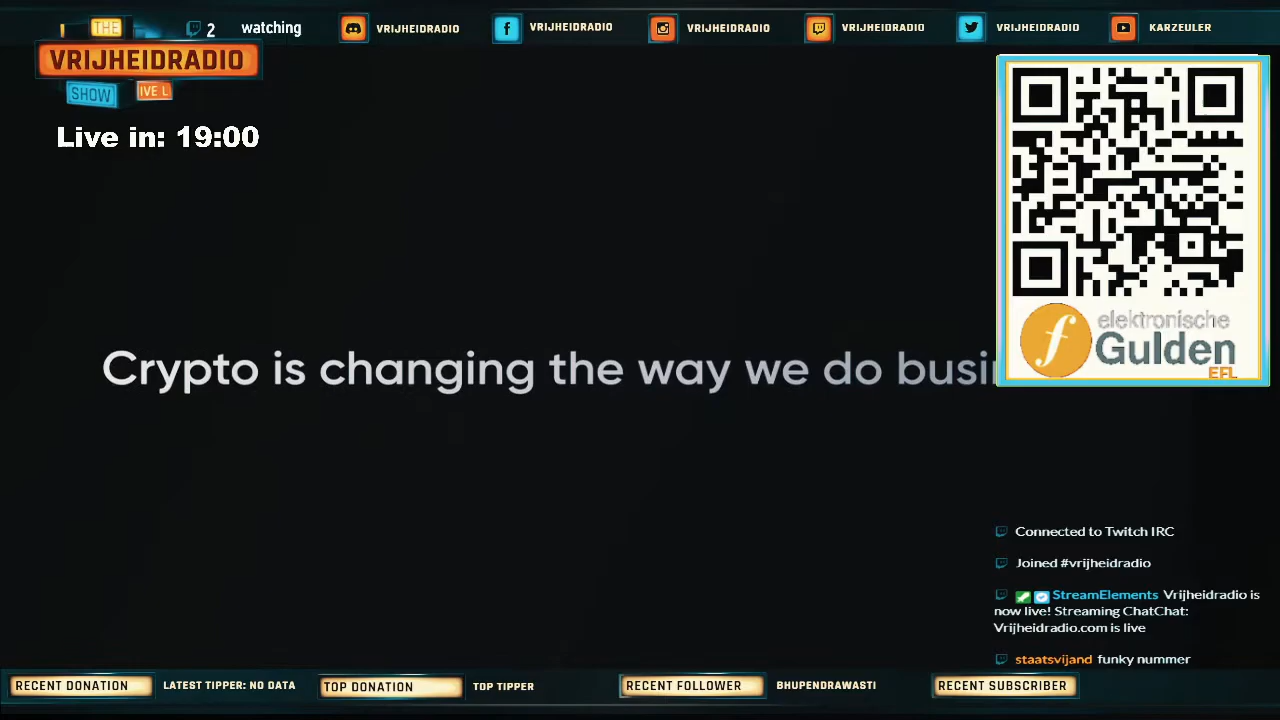 THE
VRIJHEIDRADIO
SHOW
IVE L
2 watching
VRIJHEIDRADIO
VRIJHEIDRADIO
VRIJHEIDRADIO
VRIJHEIDRADIO
VRIJHEIDRADIO
KARZEULER
Live in: 19:00
elektronische
Gulden
EFL
Crypto is changing the way we do busi
Connected to Twitch IRC
Joined #vrijheidradio
StreamElements Vrijheidradio is
now live! Streaming ChatChat:
Vrijheidradio.com is live
staatsvijand funky nummer
RECENT DONATION LATEST TIPPER: NO DATA TOP DONATION TOP TIPPER RECENT FOLLOWER BHUPENDRAWASTI RECENT SUBSCRIBER